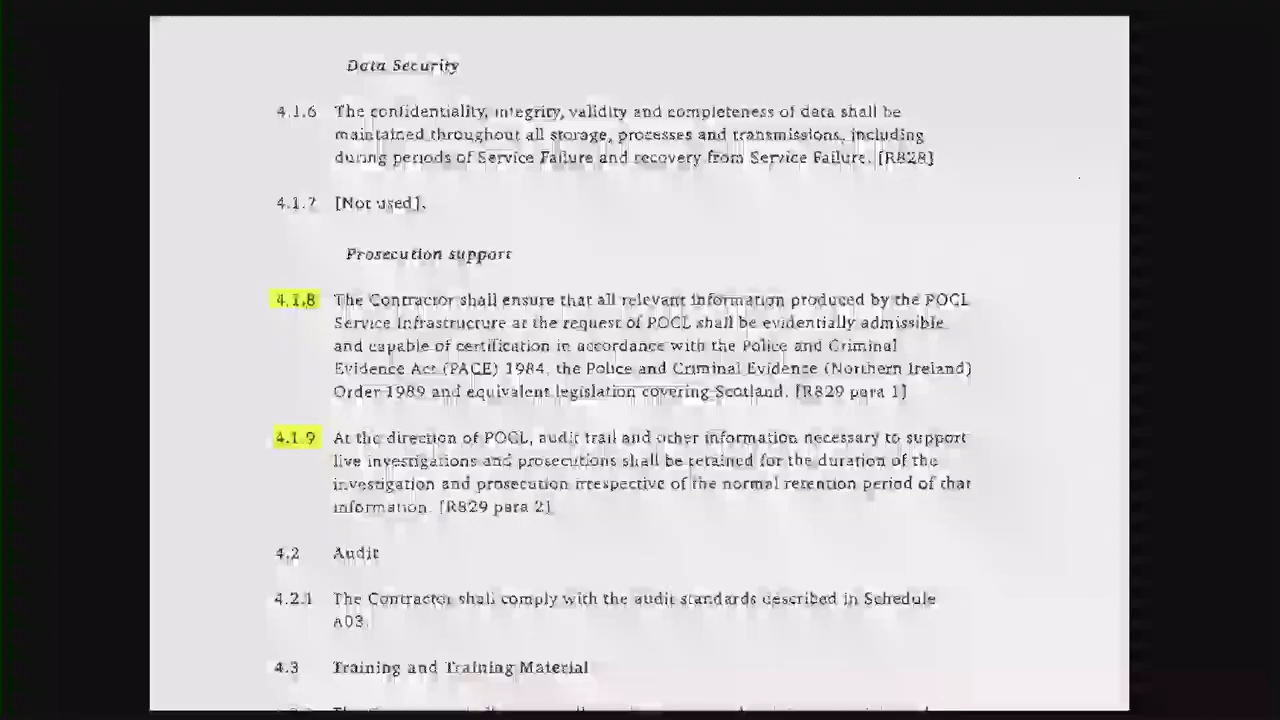 Data Security
4.1.6 The confidentiality, integrity, validity and completeness of data shall be
maintained throughout all storage, processes and transmissions, including
during periods of Service Failure and recovery from Service Failure. [R828]
4.1.7 [Not used].
Prosecution support
4.1.8 The Contractor shall ensure that all relevant information produced by the POCL
Service Infrastructure at the request of POCL shall be evidentially admissible
and capable of certification in accordance with the Police and Criminal
Evidence Act (PACE) 1984, the Police and Criminal Evidence (Northern Ireland)
Order 1989 and equivalent legislation covering Scotland. [R829 para 1]
4.1.9 At the direction of POCL, audit trail and other information necessary to support
live investigations and prosecutions shall be retained for the duration of the
investigation and prosecution irrespective of the normal retention period of that
information. [R829 para 2]
4.2 Audit
4.2.1 The Contractor shall comply with the audit standards described in Schedule
A03.
4.3 Training and Training Material